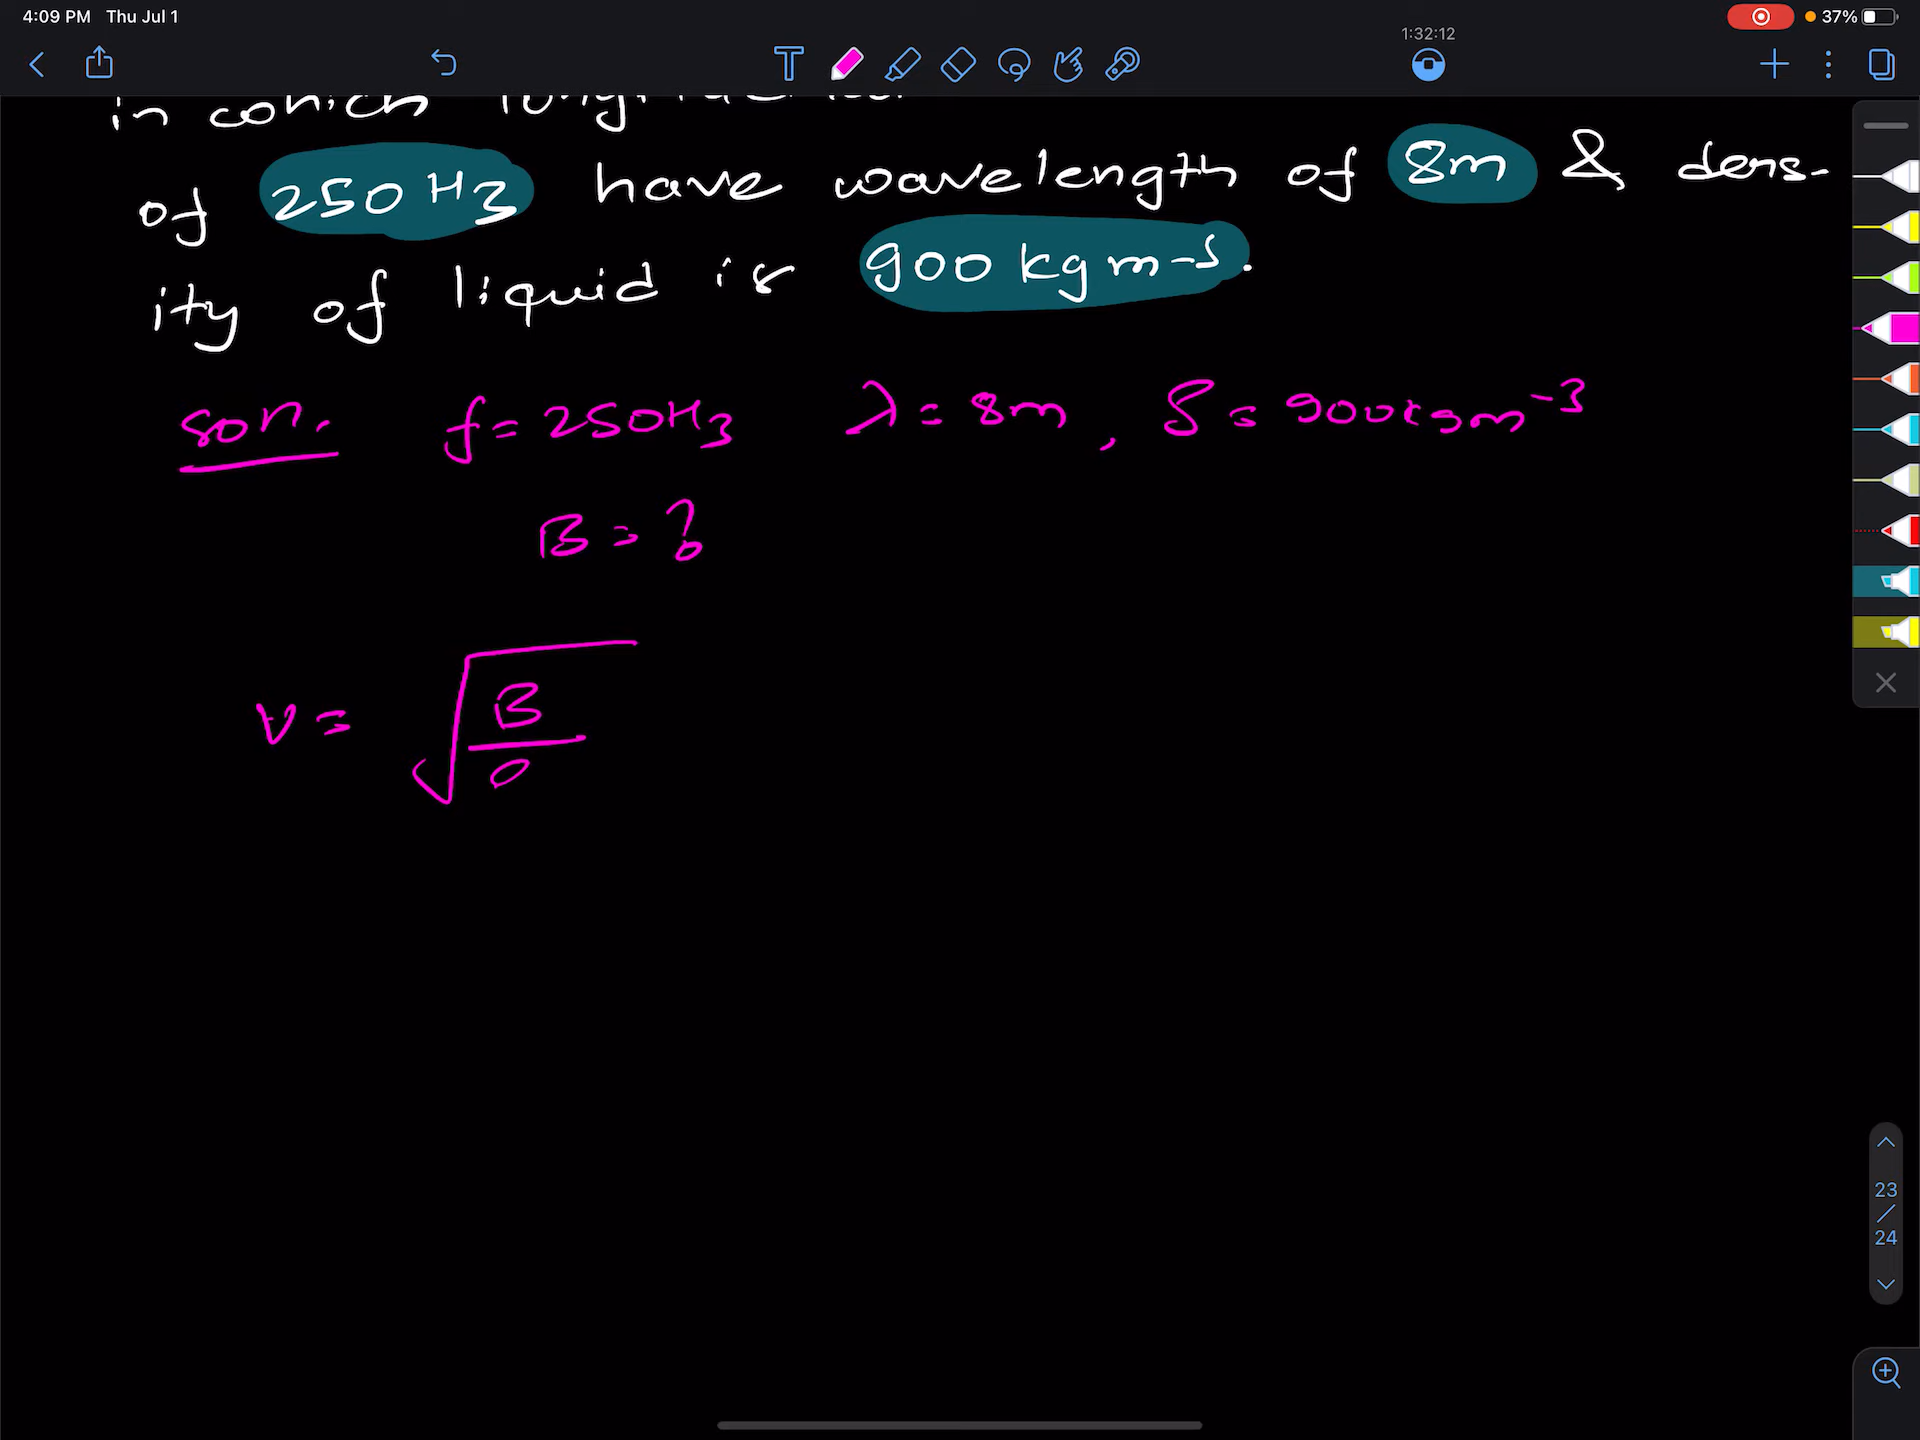 4:09 PM Thu Jul 1
37%
1:32:12
in which
of 250 Hz have wavelength of 8m & dens-
ity of liquid is 900 kg m-3.
soln. f = 250Hz λ = 8m, ρ = 900kgm⁻³
B = ?
v = √(B/ρ)
23
/
24